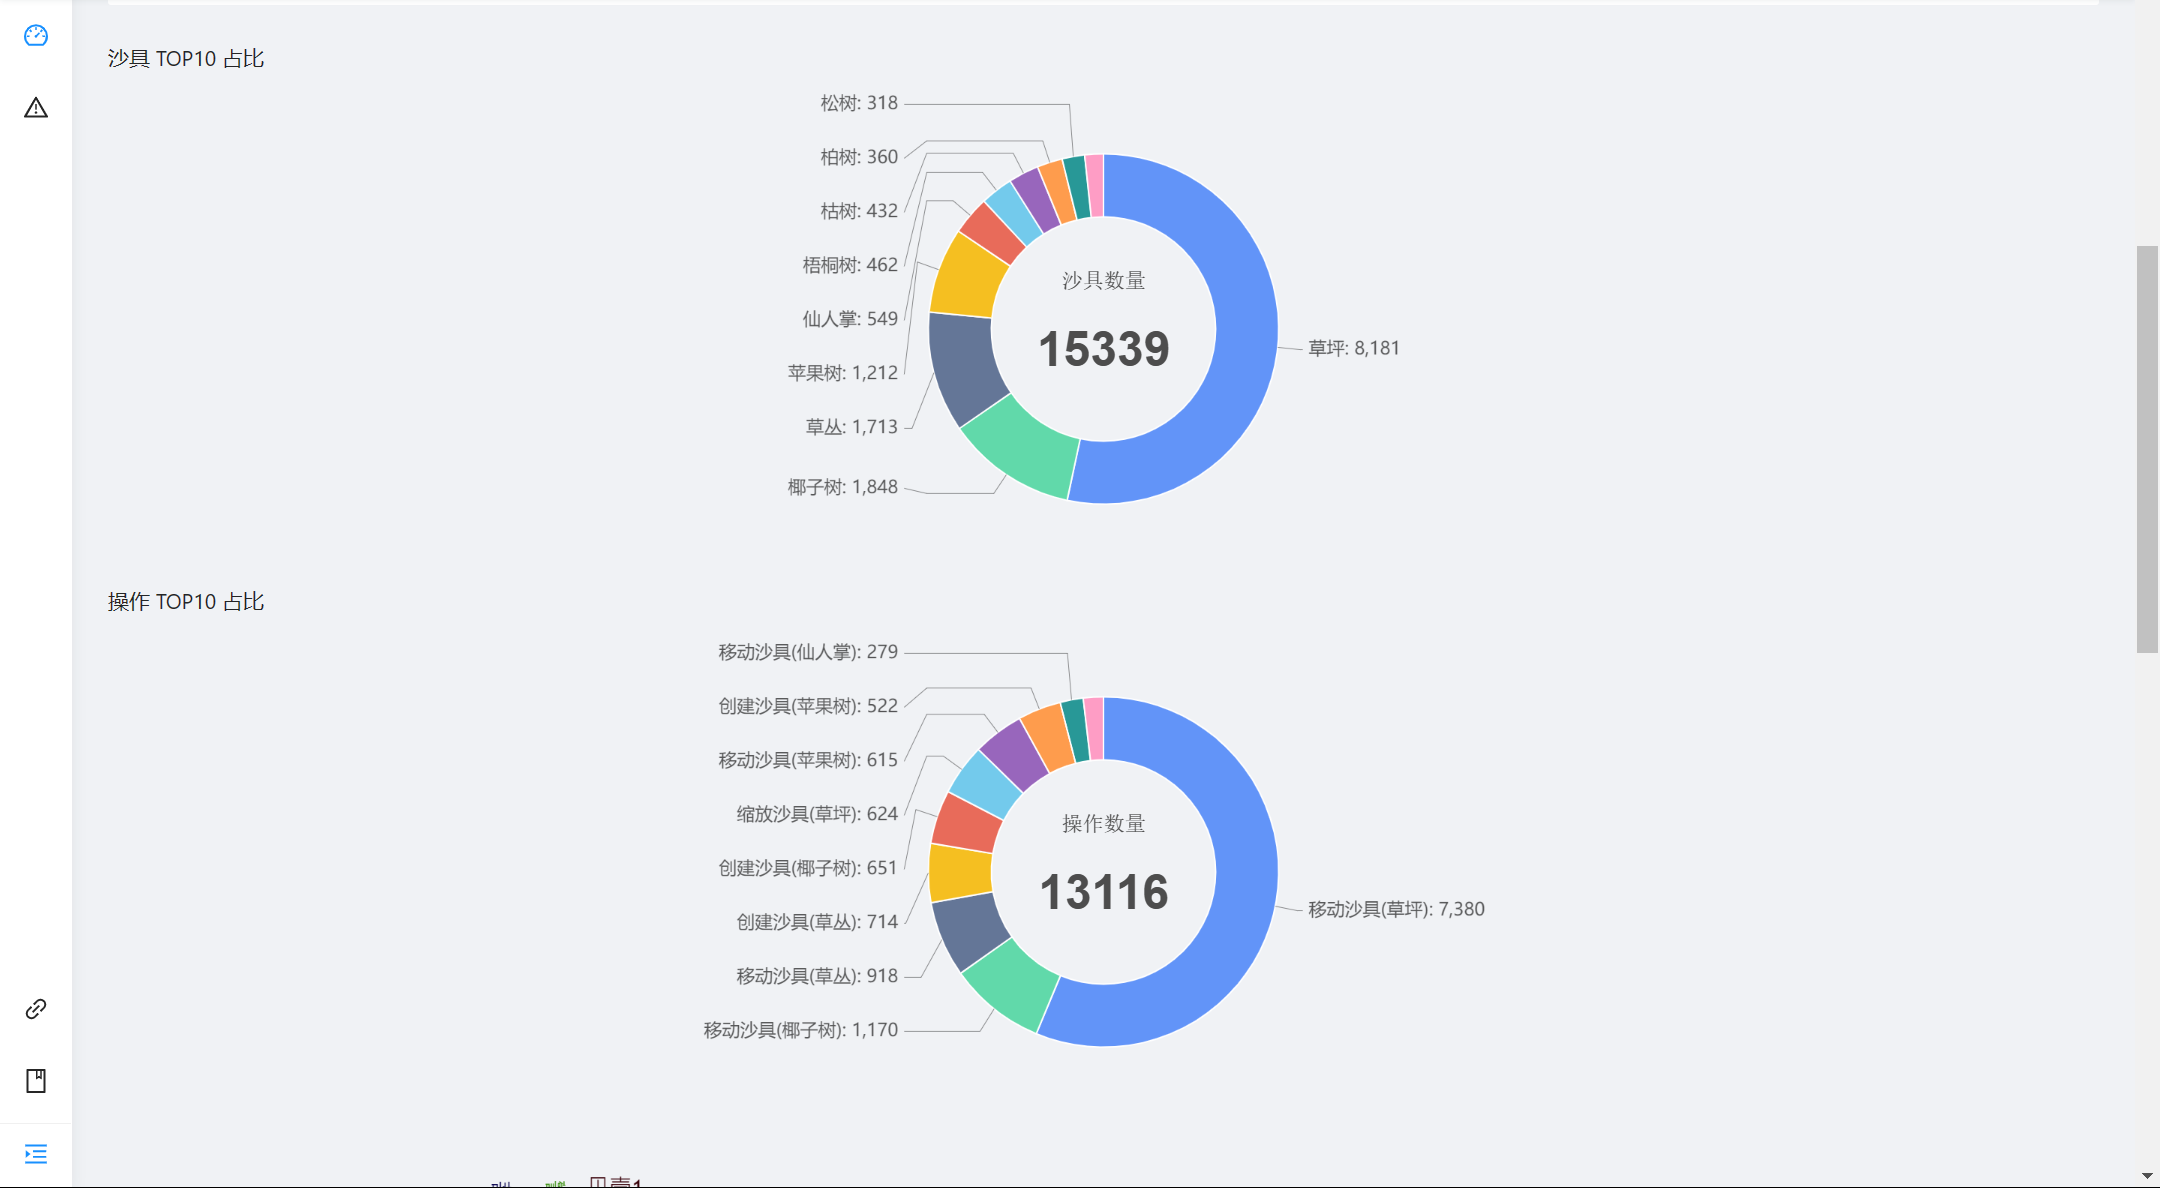 沙具 TOP10 占比
松树: 318
柏树: 360
枯树: 432
梧桐树: 462
仙人掌: 549
苹果树: 1,212
草丛: 1,713
椰子树: 1,848
沙具数量
15339
草坪: 8,181
操作 TOP10 占比
移动沙具(仙人掌): 279
创建沙具(苹果树): 522
移动沙具(苹果树): 615
缩放沙具(草坪): 624
创建沙具(椰子树): 651
创建沙具(草丛): 714
移动沙具(草丛): 918
移动沙具(椰子树): 1,170
操作数量
13116
移动沙具(草坪): 7,380